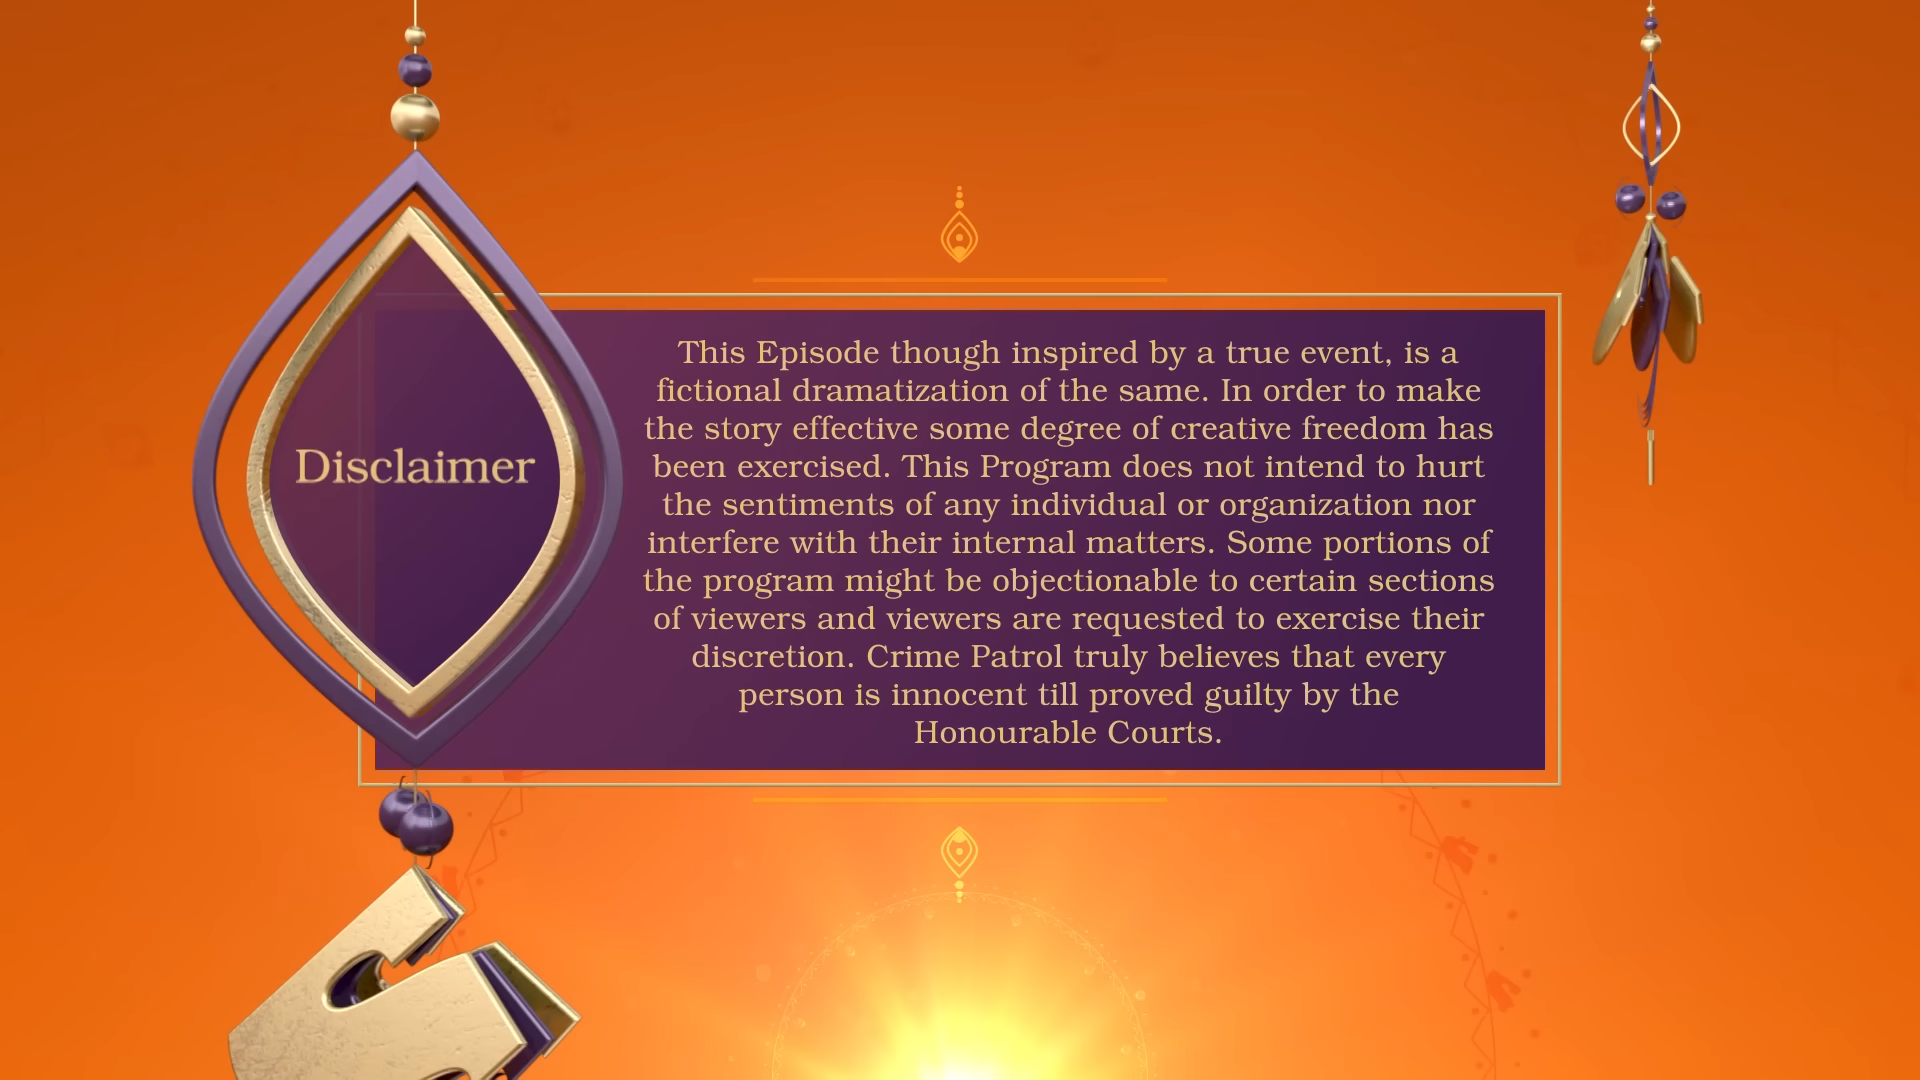 Disclaimer
This Episode though inspired by a true event, is a
fictional dramatization of the same. In order to make
the story effective some degree of creative freedom has
been exercised. This Program does not intend to hurt
the sentiments of any individual or organization nor
interfere with their internal matters. Some portions of
the program might be objectionable to certain sections
of viewers and viewers are requested to exercise their
discretion. Crime Patrol truly believes that every
person is innocent till proved guilty by the
Honourable Courts.